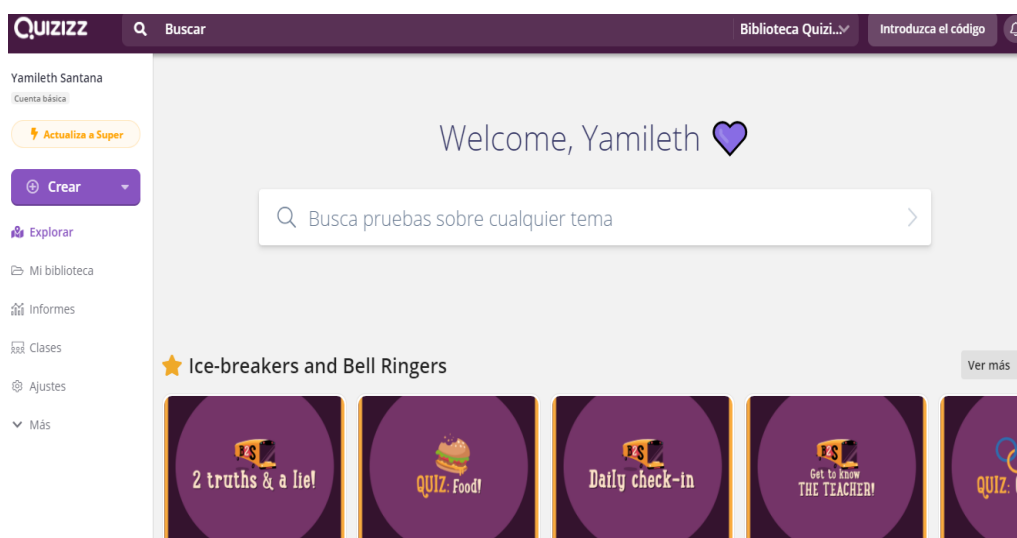 QUIZIZZ
Buscar
Biblioteca Quizi...
Introduzca el código
Yamileth Santana
Cuenta básica
Actualiza a Super
Crear
Explorar
Mi biblioteca
Informes
Clases
Ajustes
Más
Welcome, Yamileth
Busca pruebas sobre cualquier tema
Ice-breakers and Bell Ringers
Ver más
B2S
2 truths & a lie!
QUIZ: Food!
B2S
Daily check-in
B2S
Get to know
THE TEACHER!
QUIZ: